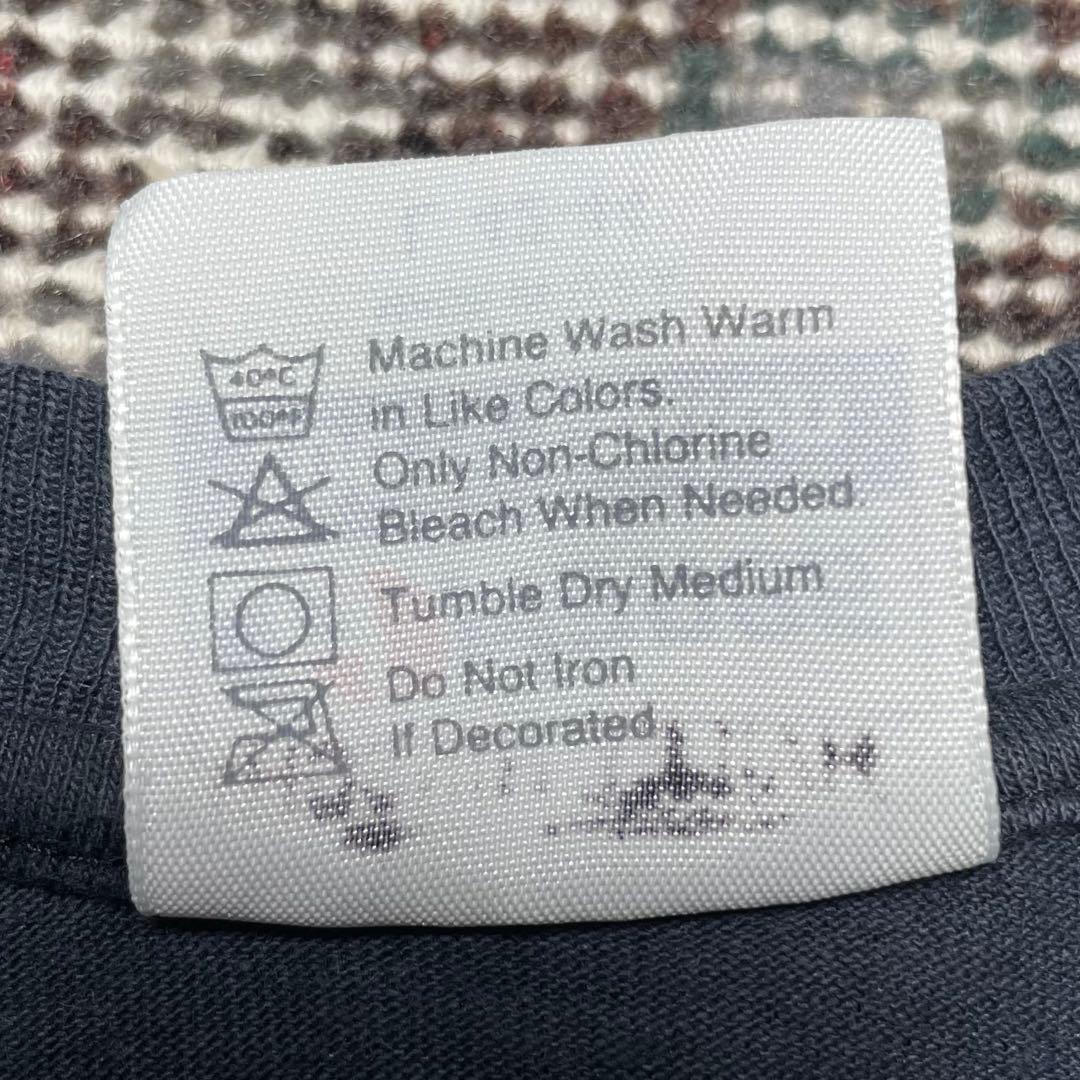 40°C
100°F
Machine Wash Warm
in Like Colors.
Only Non-Chlorine
Bleach When Needed.
Tumble Dry Medium
Do Not Iron
If Decorated